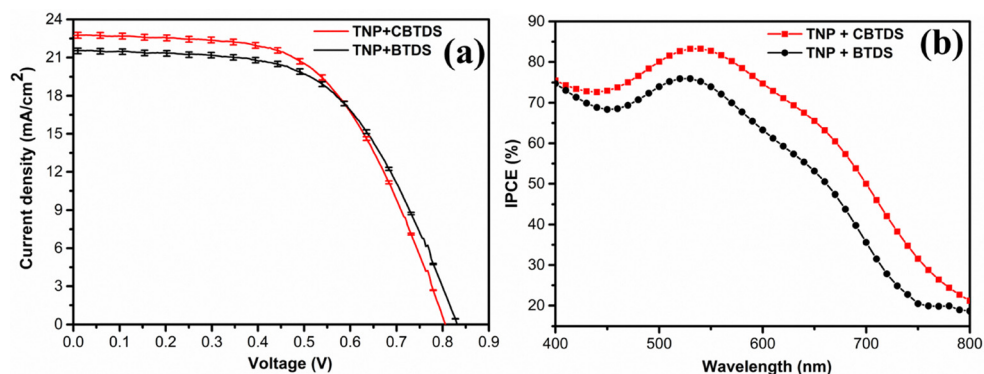 24
21
18
15
12
9
6
3
0
Current density (mA/cm²)
TNP+CBTDS
TNP+BTDS
(a)
0.0 0.1 0.2 0.3 0.4 0.5 0.6 0.7 0.8 0.9
Voltage (V)
90
80
70
60
50
40
30
20
IPCE (%)
TNP + CBTDS
TNP + BTDS
(b)
400 500 600 700 800
Wavelength (nm)